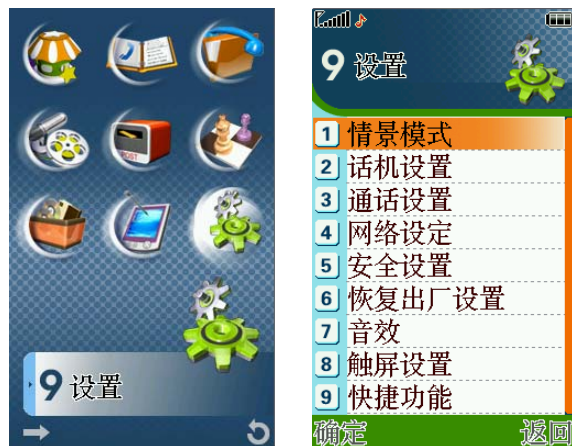 POST
9 设置
9 设置
1 情景模式
2 话机设置
3 通话设置
4 网络设定
5 安全设置
6 恢复出厂设置
7 音效
8 触屏设置
9 快捷功能
确定 返回